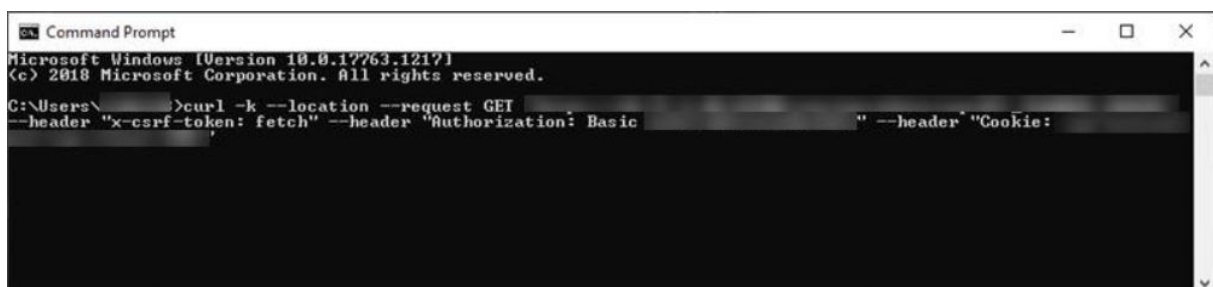 Command Prompt
Microsoft Windows [Version 10.0.17763.1217]
(c) 2018 Microsoft Corporation. All rights reserved.
C:\Users\ >curl -k --location --request GET
--header "x-csrf-token: fetch" --header "Authorization: Basic " --header "Cookie: